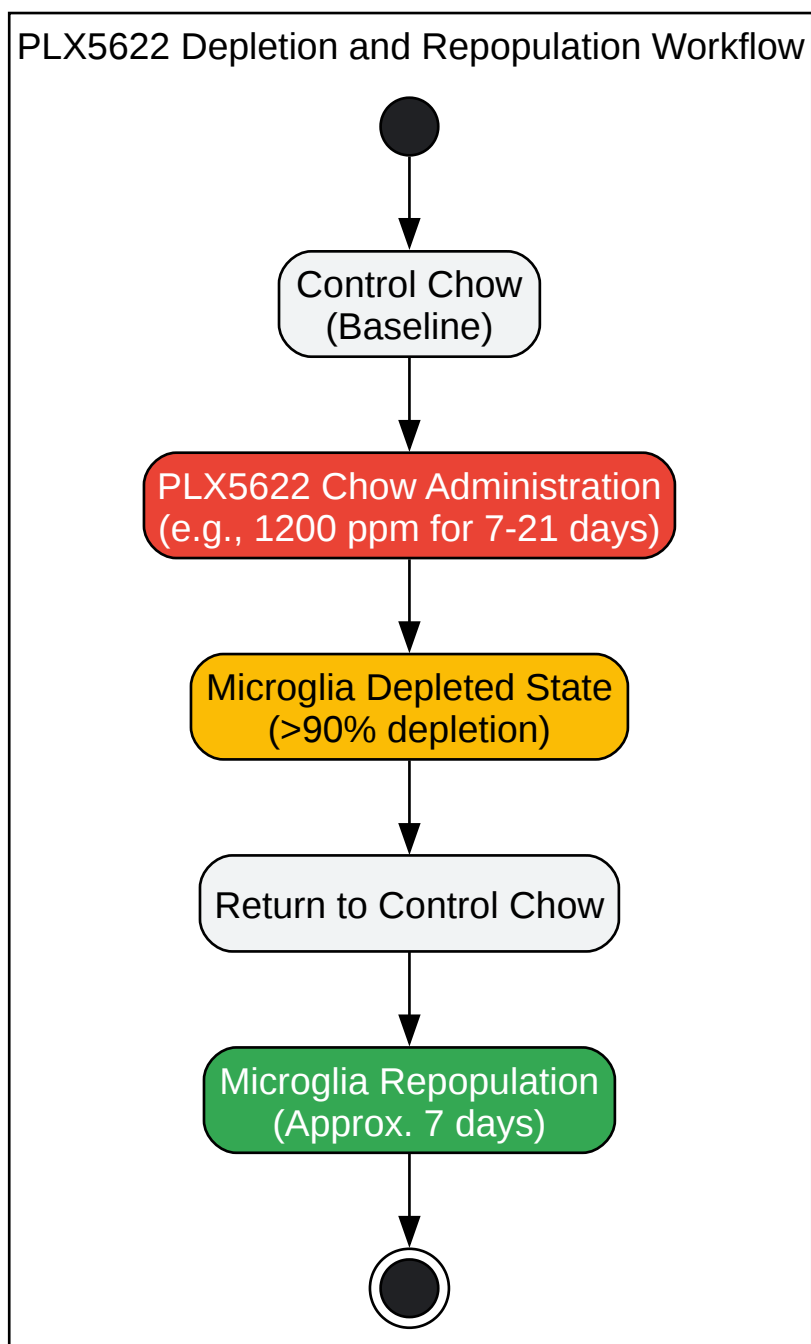 PLX5622 Depletion and Repopulation Workflow
Control Chow
(Baseline)
PLX5622 Chow Administration
(e.g., 1200 ppm for 7-21 days)
Microglia Depleted State
(>90% depletion)
Return to Control Chow
Microglia Repopulation
(Approx. 7 days)